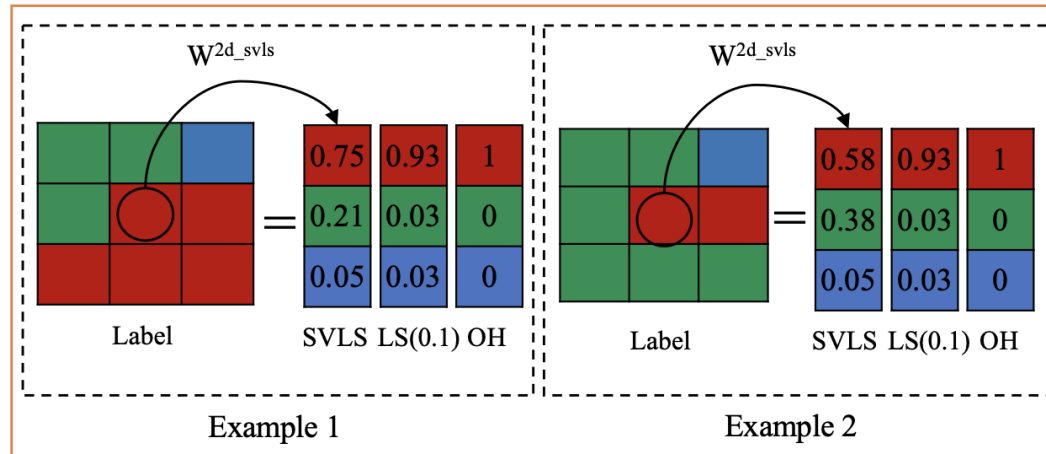 W2d_svls
0.75 0.93 1
0.21 0.03 0
0.05 0.03 0
=
Label
SVLS LS(0.1) OH
Example 1
W2d_svls
0.58 0.93 1
0.38 0.03 0
0.05 0.03 0
=
Label
SVLS LS(0.1) OH
Example 2